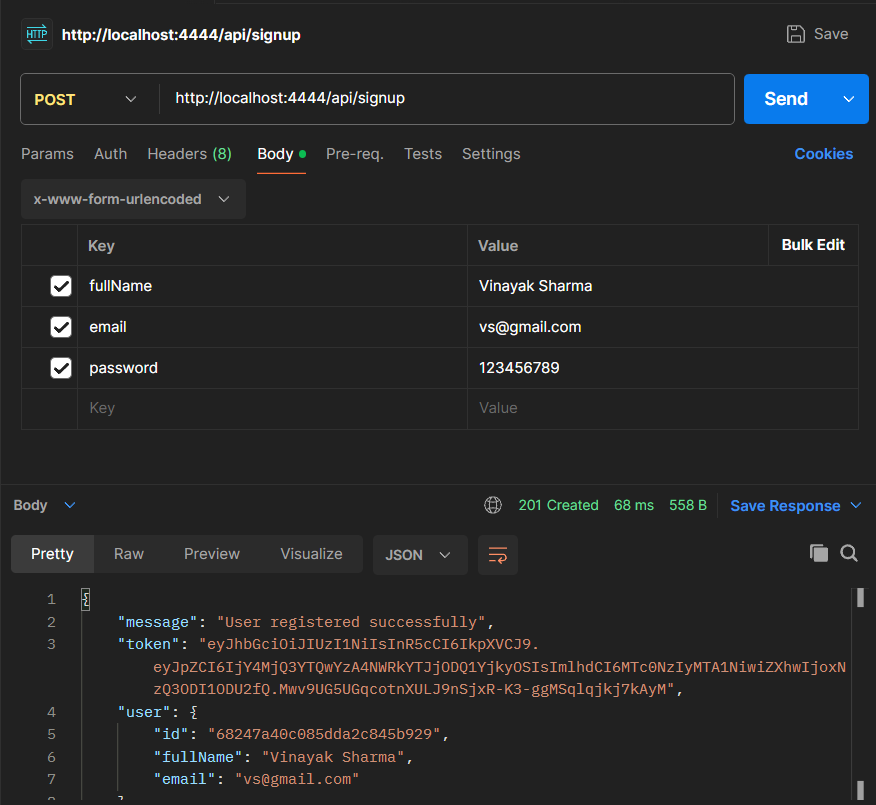 HTTP http://localhost:4444/api/signup Save
POST http://localhost:4444/api/signup Send
Params Auth Headers (8) Body Pre-req. Tests Settings Cookies
x-www-form-urlencoded
Key Value Bulk Edit
fullName Vinayak Sharma
email vs@gmail.com
password 123456789
Key Value
Body 201 Created 68 ms 558 B Save Response
Pretty Raw Preview Visualize JSON
1 {
2 "message": "User registered successfully",
3 "token": "eyJhbGciOiJIUzI1NiIsInR5cCI6IkpXVCJ9.
eyJpZCI6IjY4MjQ3YTQwYzA4NWRkYTJjODQ1YjkyOSIsImlhdCI6MTc0NzIyMTA1NiwiZXhwIjoxN
zQ3ODI1ODU2fQ.Mwv9UG5UGqcotnXULJ9nSjxR-K3-ggMSqlqjkj7kAyM",
4 "user": {
5 "id": "68247a40c085dda2c845b929",
6 "fullName": "Vinayak Sharma",
7 "email": "vs@gmail.com"